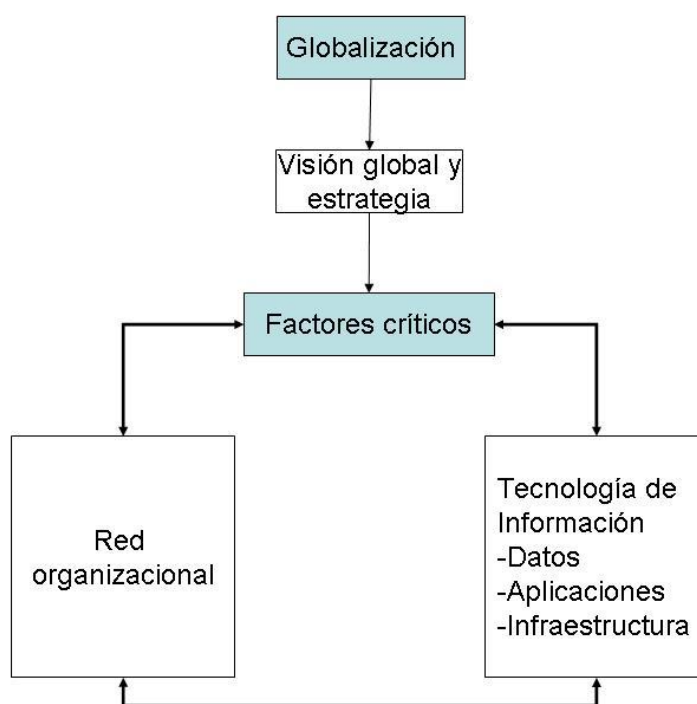 Globalización
Visión global y
estrategia
Factores críticos
Red
organizacional
Tecnología de
Información
-Datos
-Aplicaciones
-Infraestructura